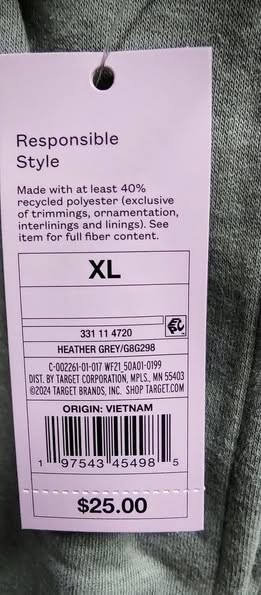 Responsible
Style
Made with at least 40%
recycled polyester (exclusive
of trimmings, ornamentation,
interlinings and linings). See
item for full fiber content.
XL
331 11 4720
HEATHER GREY/G8G298
C-002261-01-017 WF21_50A01-0199
DIST. BY TARGET CORPORATION, MPLS., MN 55403
©2024 TARGET BRANDS, INC. SHOP TARGET.COM
ORIGIN: VIETNAM
1 97543 45498 5
$25.00